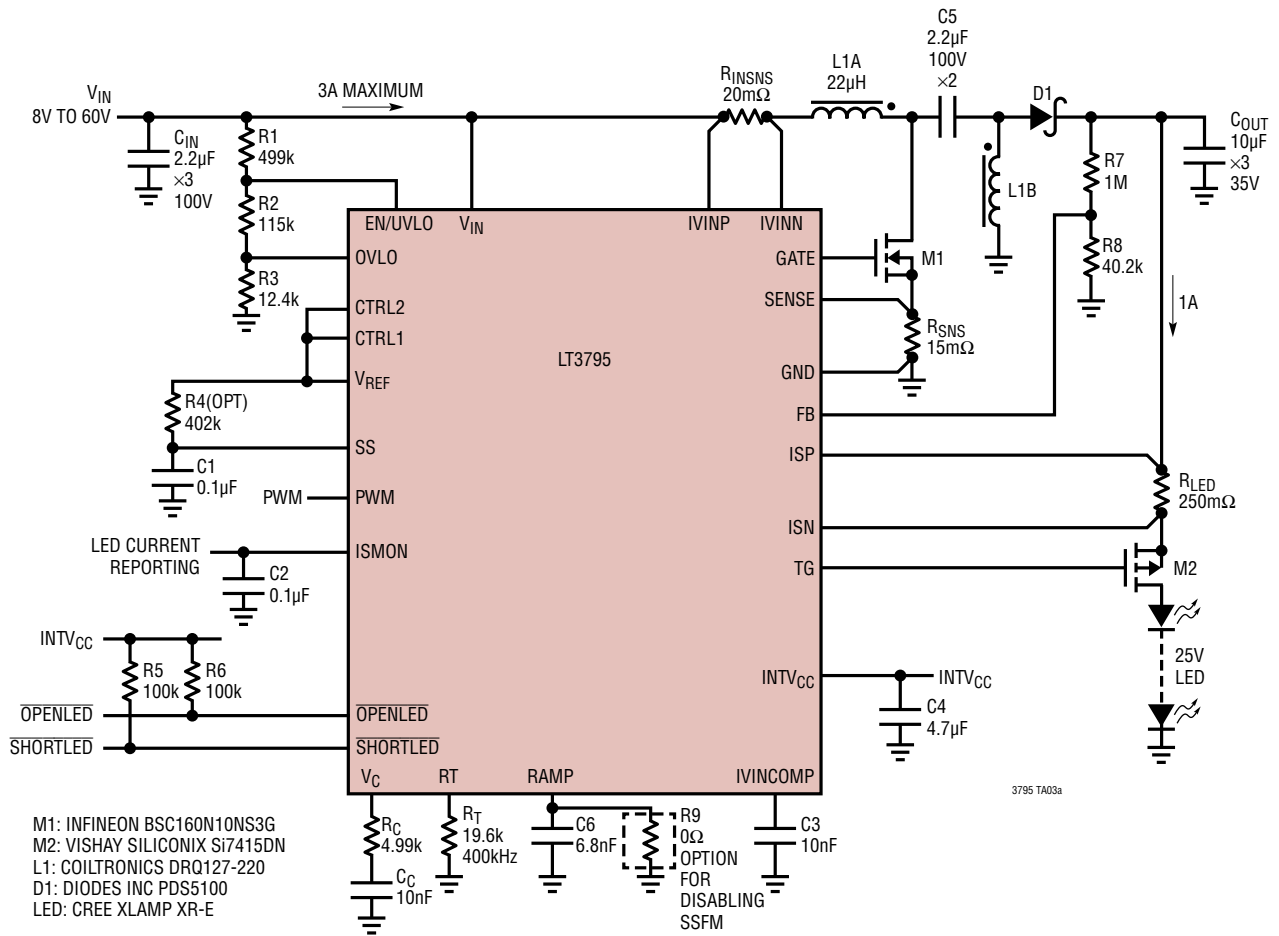 V_IN
8V TO 60V
3A MAXIMUM
C_IN
2.2µF
×3
100V
R1
499k
R2
115k
R3
12.4k
R_INSNS
20mΩ
L1A
22µH
C5
2.2µF
100V
×2
D1
L1B
R7
1M
R8
40.2k
C_OUT
10µF
×3
35V
1A
EN/UVLO
V_IN
IVINP
IVINN
OVLO
CTRL2
CTRL1
V_REF
SS
PWM
PWM
ISMON
OPENLED
SHORTLED
V_C
RT
RAMP
IVINCOMP
LT3795
GATE
SENSE
GND
FB
ISP
ISN
TG
INTV_CC
INTV_CC
M1
R_SNS
15mΩ
R_LED
250mΩ
M2
25V
LED
R4(OPT)
402k
C1
0.1µF
LED CURRENT
REPORTING
C2
0.1µF
INTV_CC
R5
100k
R6
100k
OPENLED
SHORTLED
C4
4.7µF
R_C
4.99k
C_C
10nF
R_T
19.6k
400kHz
C6
6.8nF
R9
0Ω
OPTION
FOR
DISABLING
SSFM
C3
10nF
3795 TA03a
M1: INFINEON BSC160N10NS3G
M2: VISHAY SILICONIX Si7415DN
L1: COILTRONICS DRQ127-220
D1: DIODES INC PDS5100
LED: CREE XLAMP XR-E